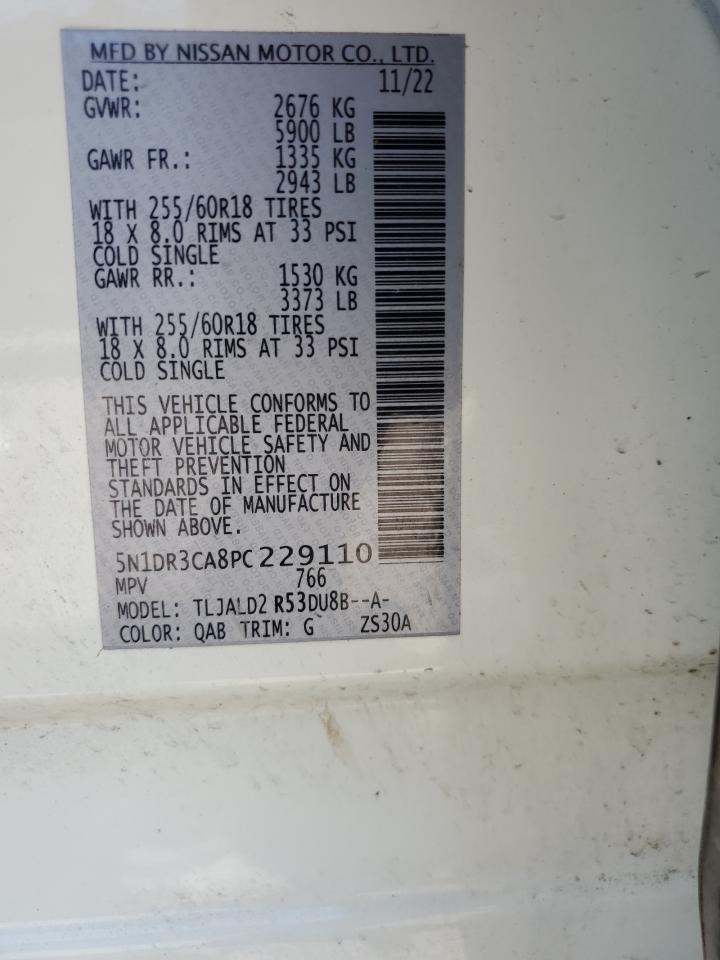 MFD BY NISSAN MOTOR CO., LTD.
DATE: 11/22
GVWR: 2676 KG
5900 LB
GAWR FR.: 1335 KG
2943 LB
WITH 255/60R18 TIRES
18 X 8.0 RIMS AT 33 PSI
COLD SINGLE
GAWR RR.: 1530 KG
3373 LB
WITH 255/60R18 TIRES
18 X 8.0 RIMS AT 33 PSI
COLD SINGLE
THIS VEHICLE CONFORMS TO
ALL APPLICABLE FEDERAL
MOTOR VEHICLE SAFETY AND
THEFT PREVENTION
STANDARDS IN EFFECT ON
THE DATE OF MANUFACTURE
SHOWN ABOVE.
5N1DR3CA8PC229110
MPV 766
MODEL: TLJALD2 R53DU8B--A-
COLOR: QAB TRIM: G ZS30A